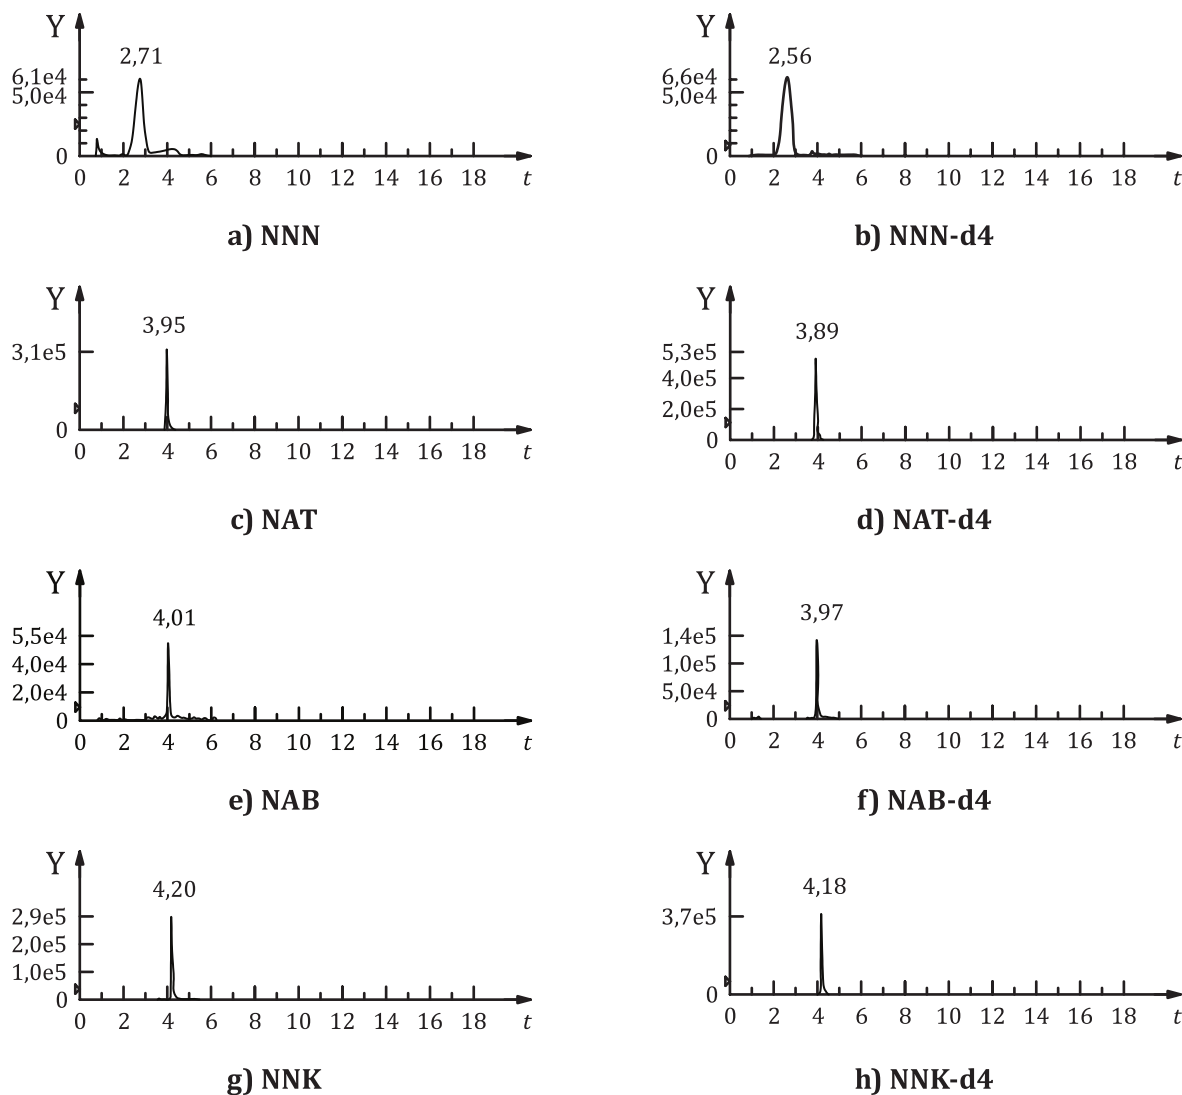 Y
2,71
6,1e4
5,0e4
0
0 2 4 6 8 10 12 14 16 18 t
a) NNN
Y
2,56
6,6e4
5,0e4
0
0 2 4 6 8 10 12 14 16 18 t
b) NNN-d4
Y
3,95
3,1e5
0
0 2 4 6 8 10 12 14 16 18 t
c) NAT
Y
3,89
5,3e5
4,0e5
2,0e5
0
0 2 4 6 8 10 12 14 16 18 t
d) NAT-d4
Y
4,01
5,5e4
4,0e4
2,0e4
0
0 2 4 6 8 10 12 14 16 18 t
e) NAB
Y
3,97
1,4e5
1,0e5
5,0e4
0
0 2 4 6 8 10 12 14 16 18 t
f) NAB-d4
Y
4,20
2,9e5
2,0e5
1,0e5
0
0 2 4 6 8 10 12 14 16 18 t
g) NNK
Y
4,18
3,7e5
0
0 2 4 6 8 10 12 14 16 18 t
h) NNK-d4